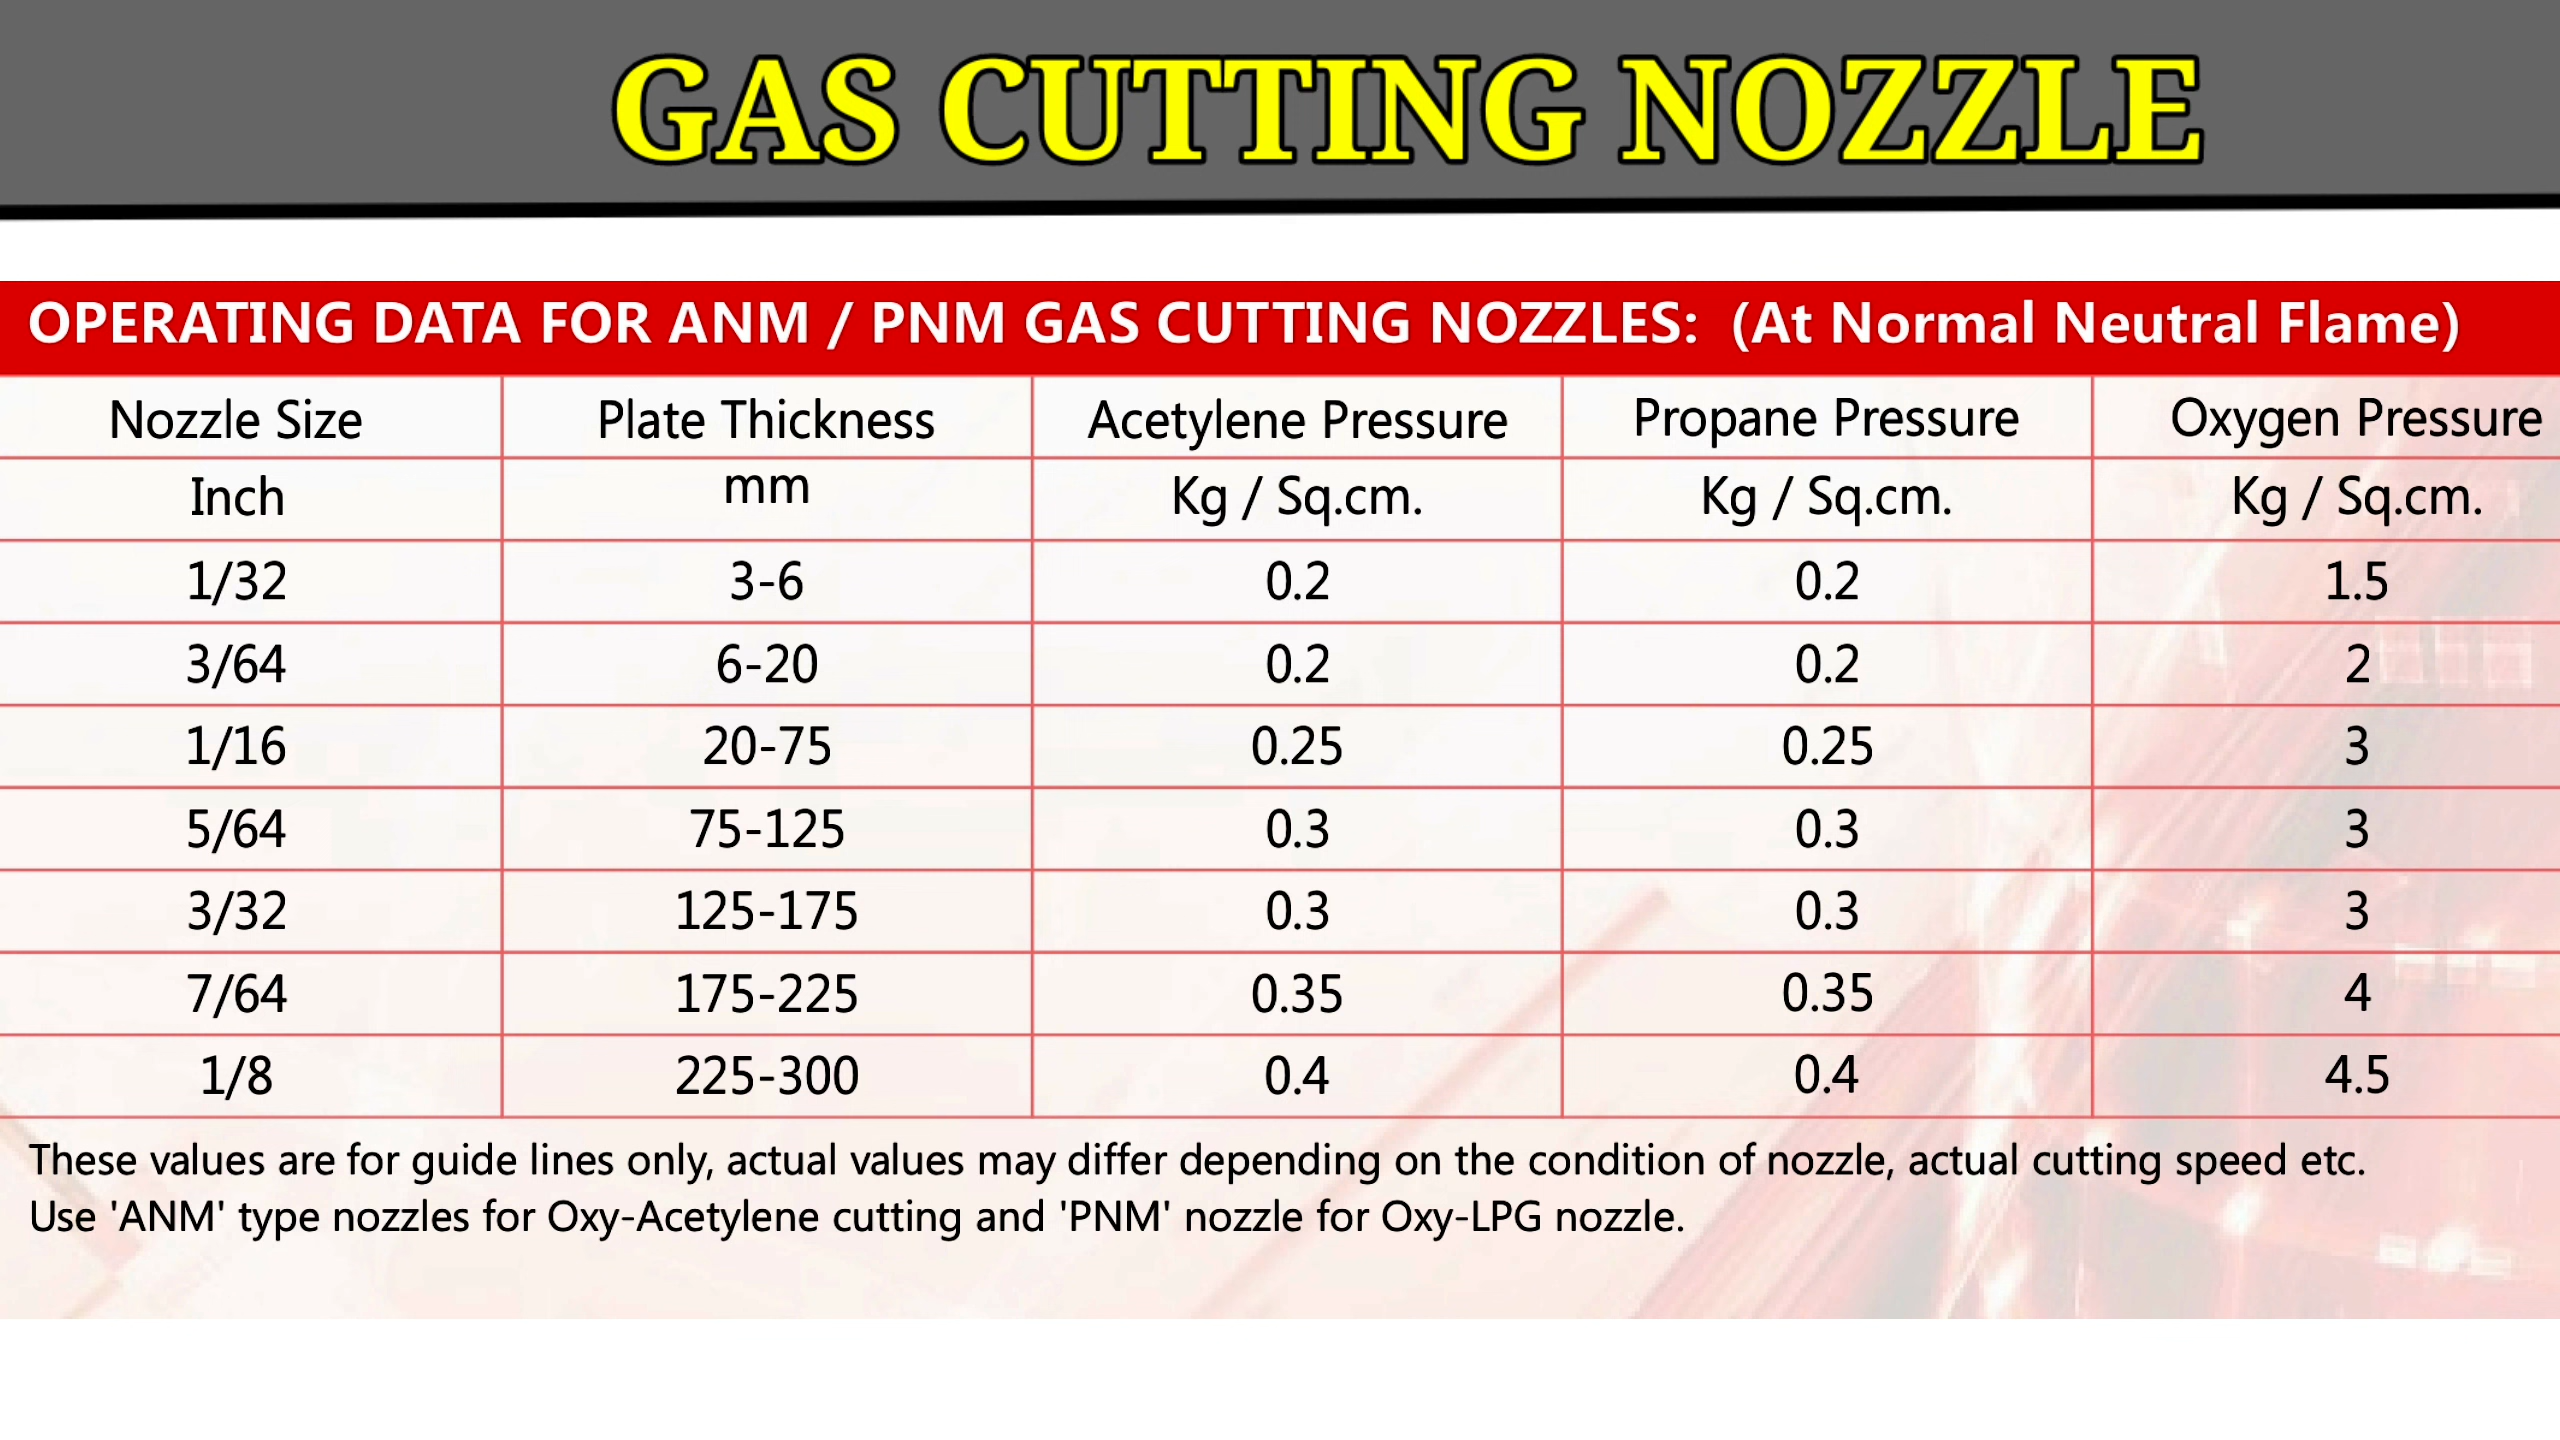 GAS CUTTING NOZZLE
OPERATING DATA FOR ANM / PNM GAS CUTTING NOZZLES: (At Normal Neutral Flame)
Nozzle Size Plate Thickness Acetylene Pressure Propane Pressure Oxygen Pressure
Inch mm Kg / Sq.cm. Kg / Sq.cm. Kg / Sq.cm.
1/32 3-6 0.2 0.2 1.5
3/64 6-20 0.2 0.2 2
1/16 20-75 0.25 0.25 3
5/64 75-125 0.3 0.3 3
3/32 125-175 0.3 0.3 3
7/64 175-225 0.35 0.35 4
1/8 225-300 0.4 0.4 4.5
These values are for guide lines only, actual values may differ depending on the condition of nozzle, actual cutting speed etc.
Use 'ANM' type nozzles for Oxy-Acetylene cutting and 'PNM' nozzle for Oxy-LPG nozzle.